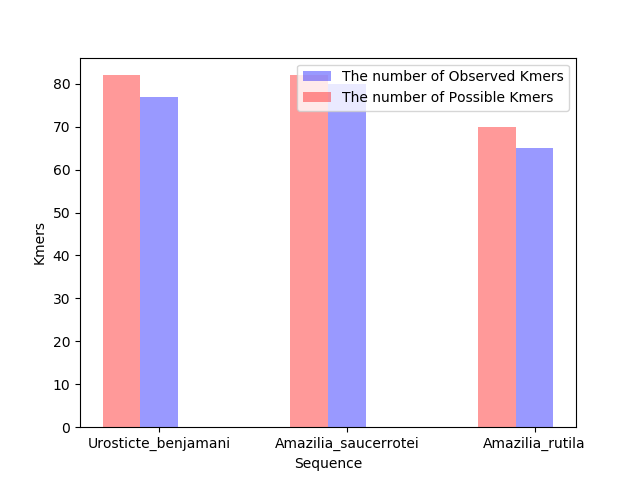 The number of Observed Kmers
The number of Possible Kmers
80
70
60
50
40
30
20
10
0
Kmers
Urosticte_benjamani
Amazilia_saucerrotei
Amazilia_rutila
Sequence